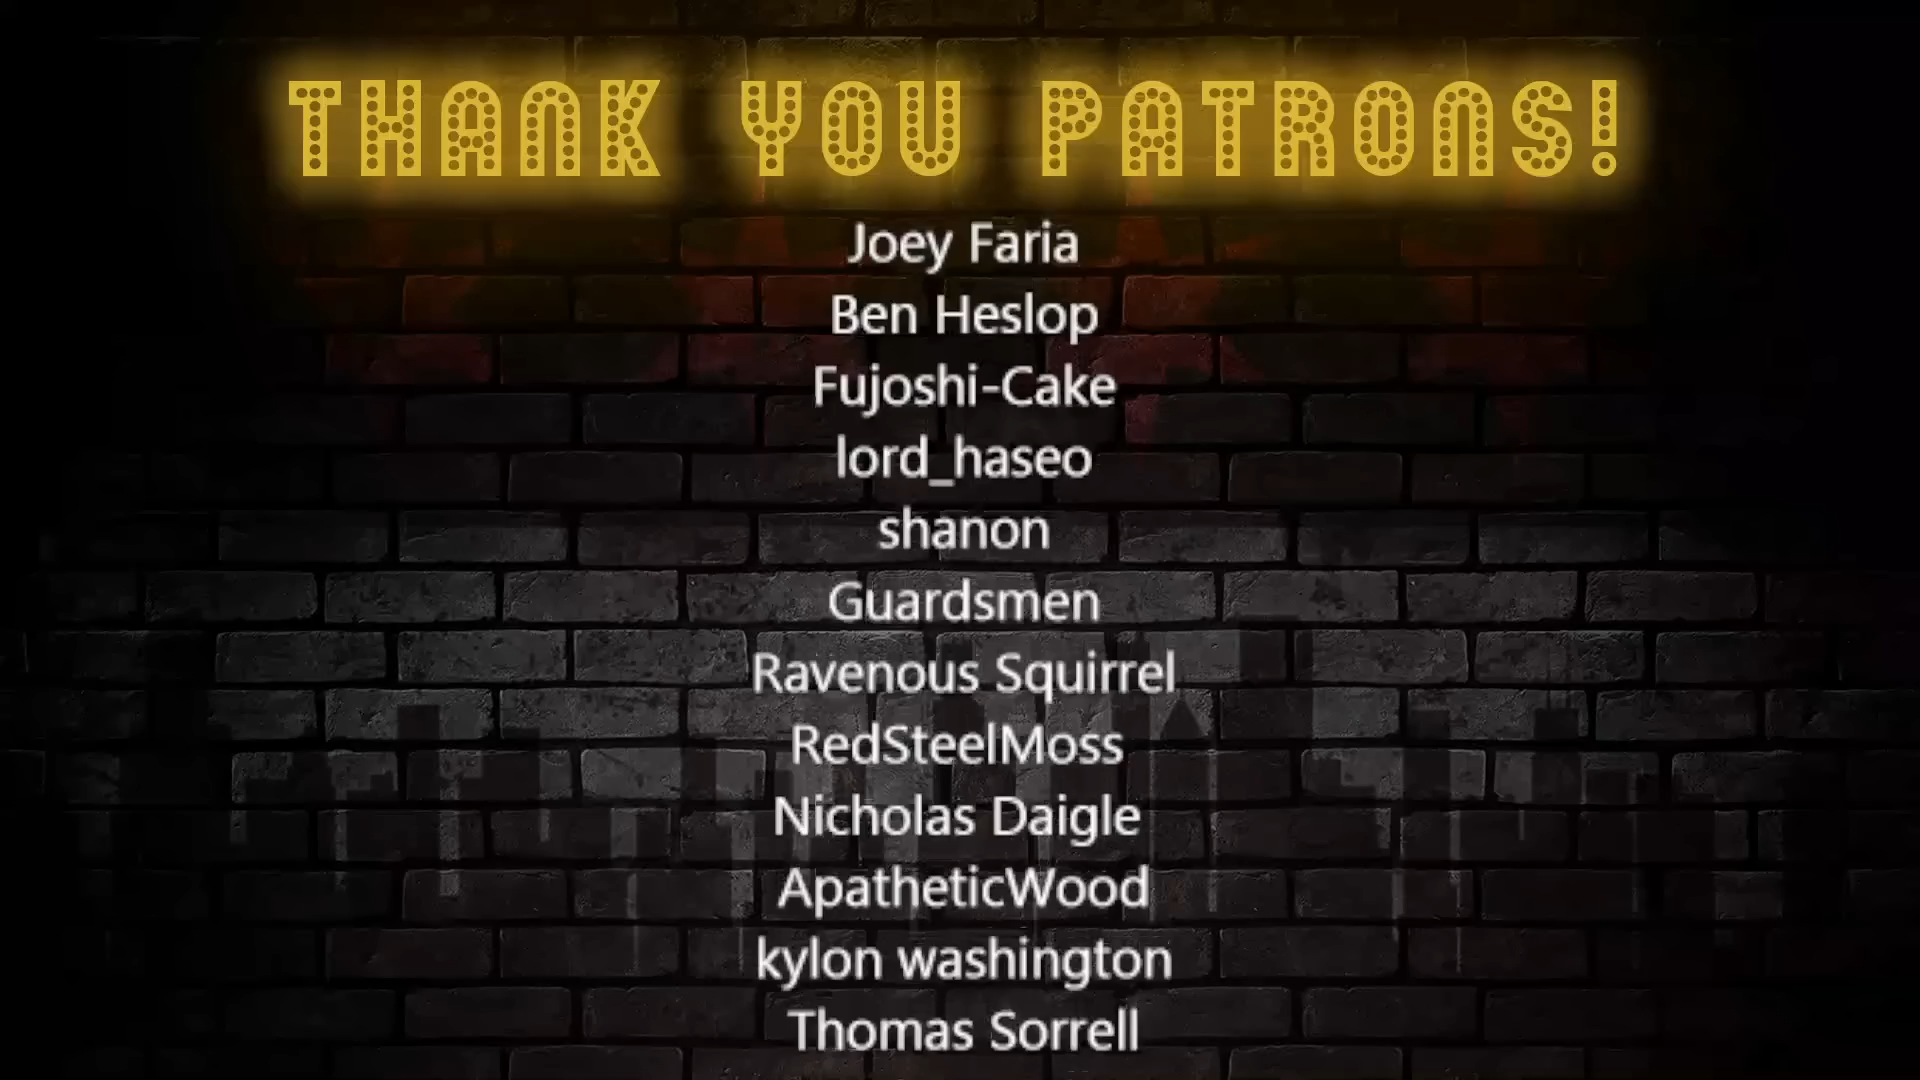 THANK YOU PATRONS!
Joey Faria
Ben Heslop
Fujoshi-Cake
lord_haseo
shanon
Guardsmen
Ravenous Squirrel
RedSteelMoss
Nicholas Daigle
ApatheticWood
kylon washington
Thomas Sorrell